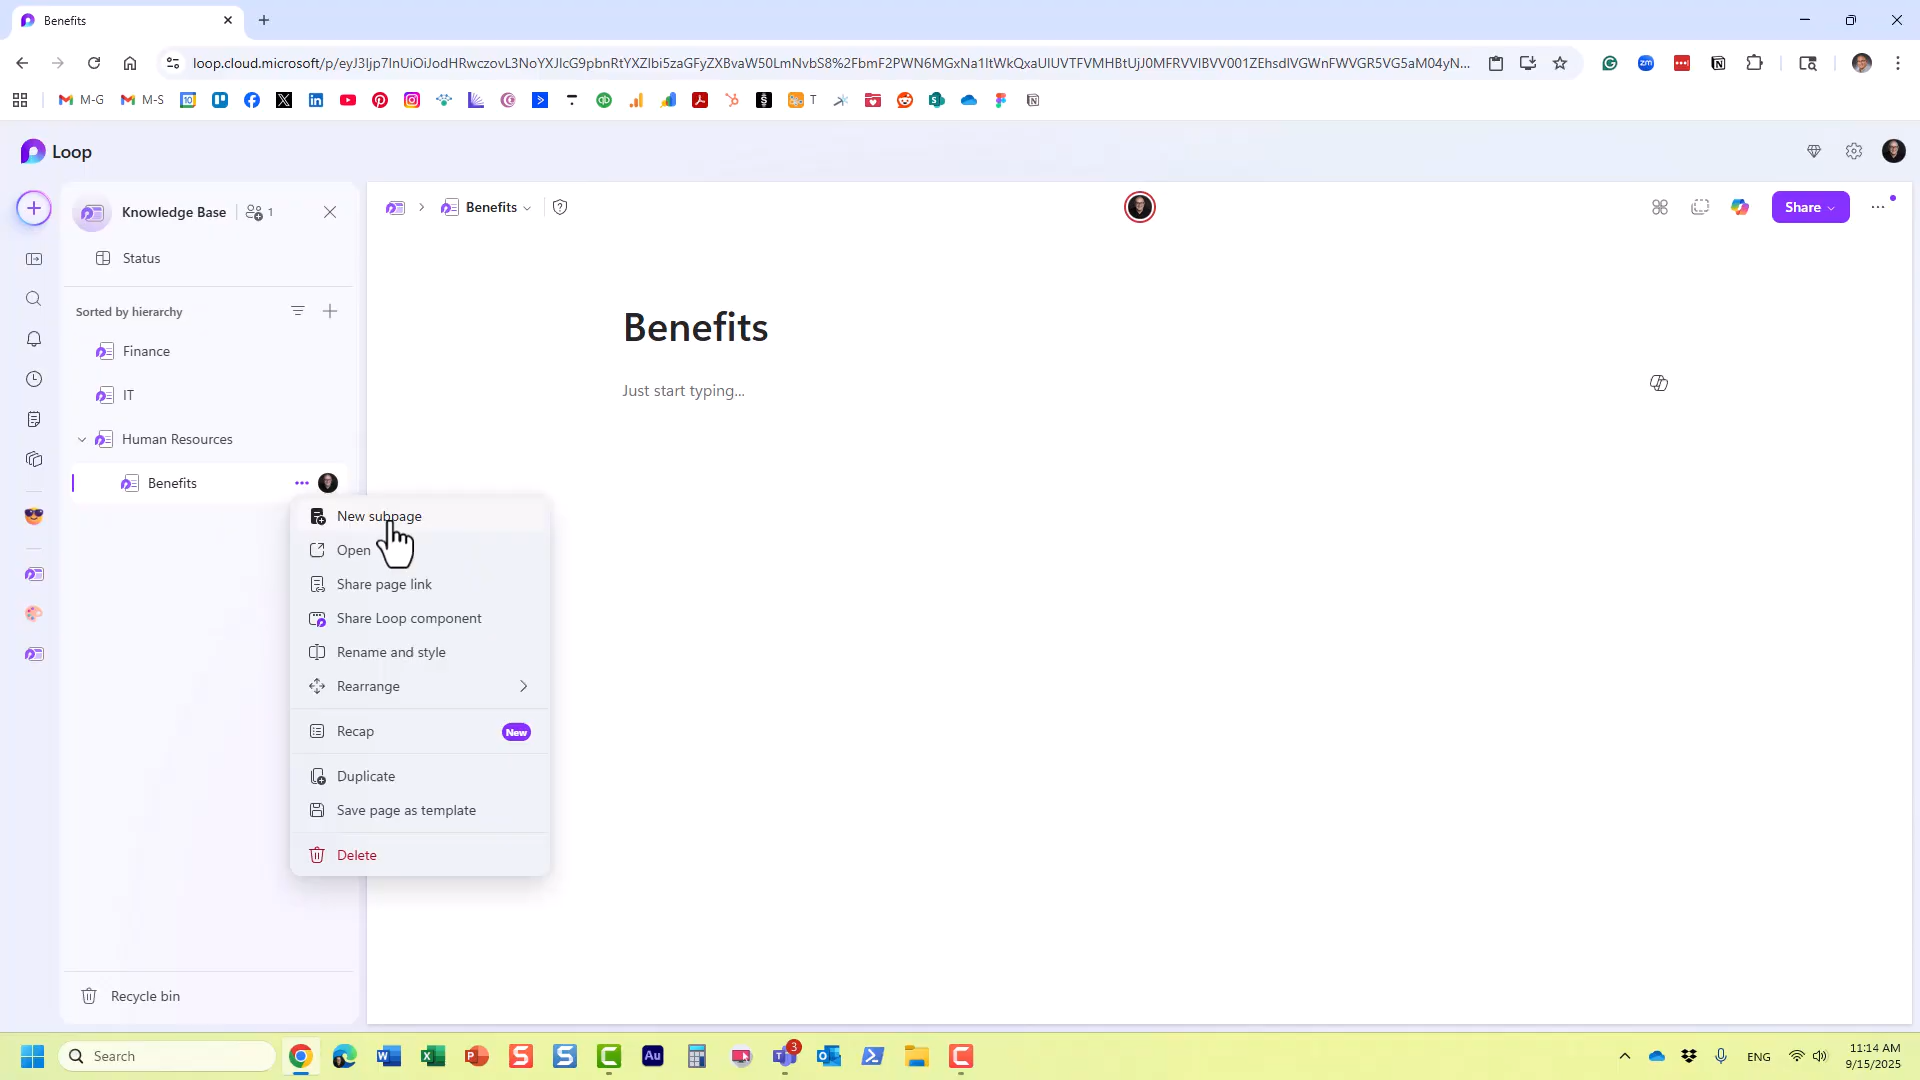 Benefits
loop.cloud.microsoft/p/eyJ3Ijp7InUiOiJodHRwczovL3NoYXJlcG9pbnRtYXZlbi5zaGFyZXBvaW50LmNvbS8%2FbmF2PWN6MGxNa1ltWkQxaUlUVTFVMHBtUjJ0MFRVVlBVV001ZEhsdlVGWnFWVGR5VG5aM04yN...
M-G
M-S
T
Loop
Knowledge Base
1
Benefits
Share
Status
Sorted by hierarchy
Benefits
Finance
Just start typing...
IT
Human Resources
Benefits
New subpage
Open
Share page link
Share Loop component
Rename and style
Rearrange
Recap
New
Duplicate
Save page as template
Delete
Recycle bin
Search
3
ENG
11:14 AM
9/15/2025